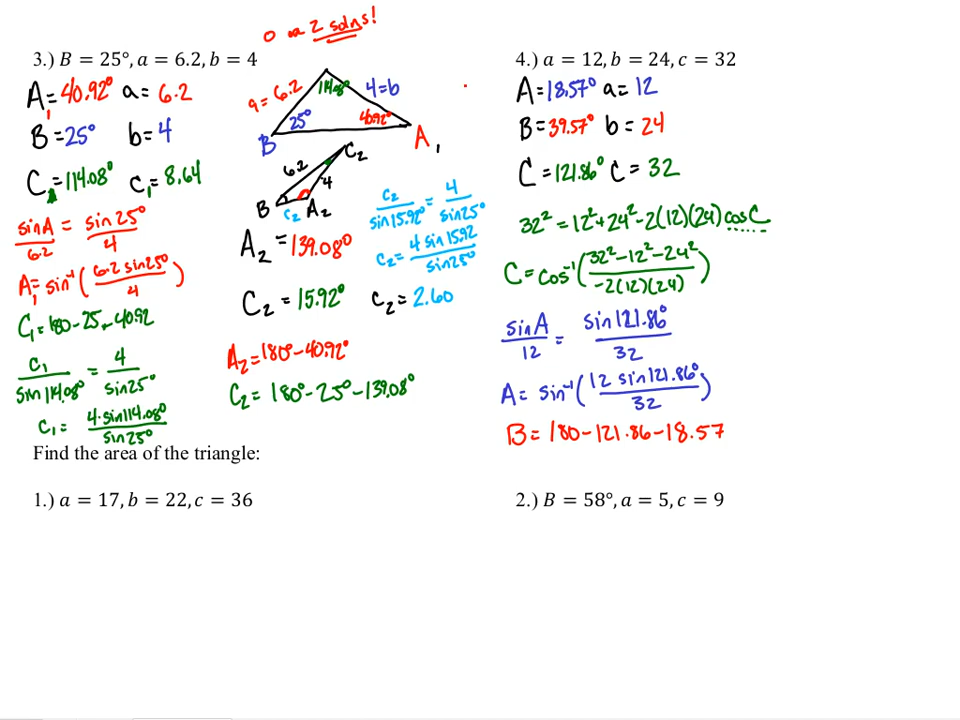 0 or 2 solns!
3.) B = 25°, a = 6.2, b = 4
A₁=40.92° a= 6.2
B=25° b=4
C₁=114.08° c₁=8.64
sinA/6.2 = sin25°/4
A₁= sin⁻¹(6.2 sin25°/4)
C₁=180-25-40.92
c₁/sin114.08° = 4/sin25°
c₁= 4·sin114.08°/sin25°
a=6.2 114.08° 4=b
B 25° 40.92° A₁
6.2 C₂
4
B c₂ A₂
c₂/sin15.92° = 4/sin25°
c₂= 4 sin15.92/sin25°
A₂ =139.08°
C₂ =15.92° c₂= 2.60
A₂=180°-40.92°
C₂= 180°-25°-139.08°
4.) a = 12, b = 24, c = 32
A=18.57° a= 12
B=39.57° b= 24
C=121.86° C= 32
32²=12²+24²-2(12)(24)cosC
C=cos⁻¹(32²-12²-24²/-2(12)(24))
sinA/12 = sin121.86°/32
A= sin⁻¹(12 sin121.86°/32)
B= 180-121.86-18.57
Find the area of the triangle:
1.) a = 17, b = 22, c = 36
2.) B = 58°, a = 5, c = 9